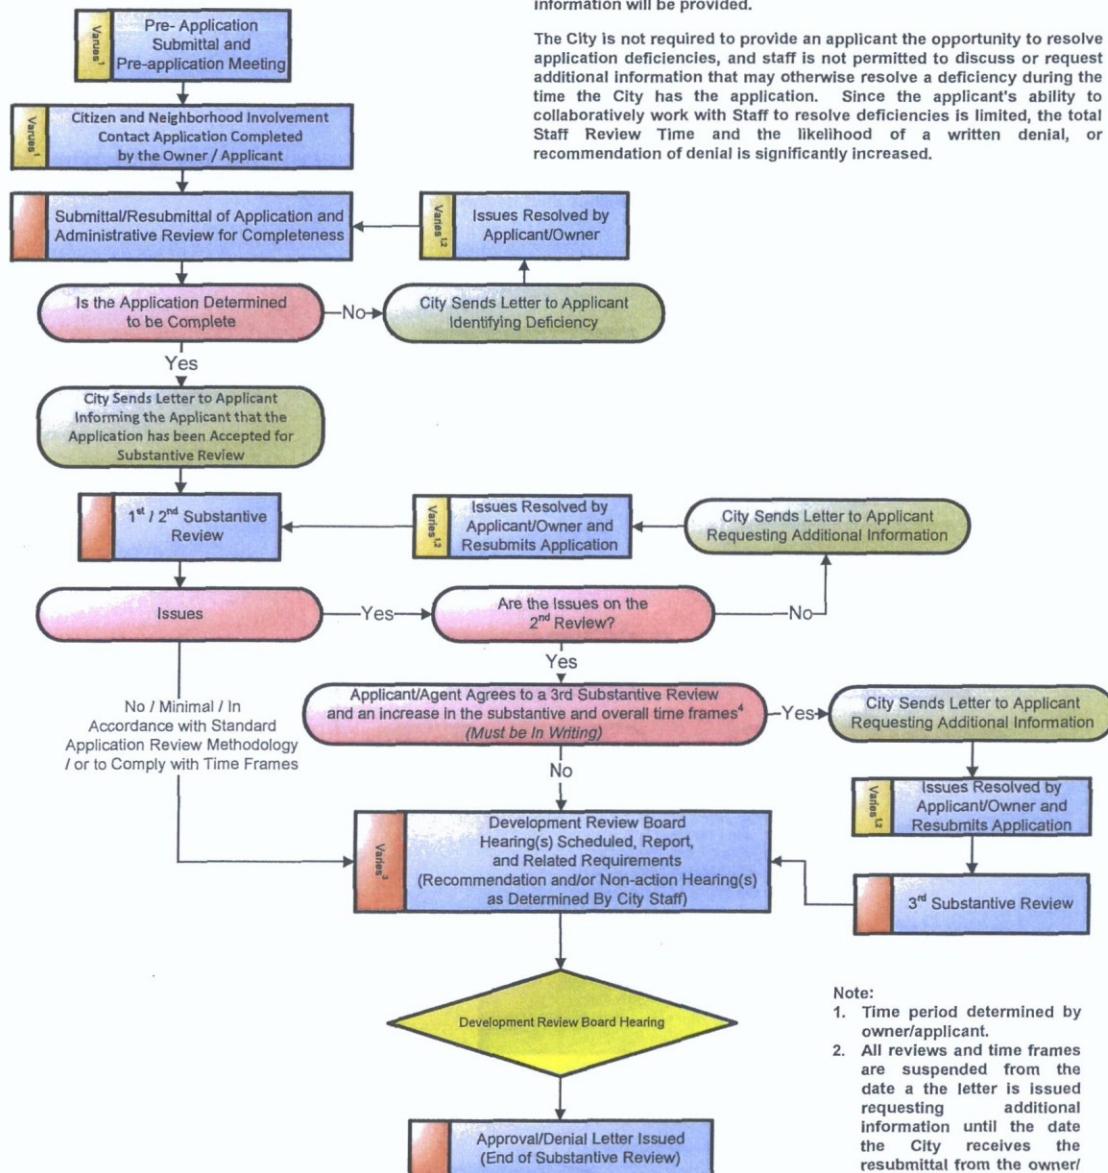 information will be provided.
The City is not required to provide an applicant the opportunity to resolve
application deficiencies, and staff is not permitted to discuss or request
additional information that may otherwise resolve a deficiency during the
time the City has the application. Since the applicant's ability to
collaboratively work with Staff to resolve deficiencies is limited, the total
Staff Review Time and the likelihood of a written denial, or
recommendation of denial is significantly increased.
Varies¹
Pre- Application
Submittal and
Pre-application Meeting
Varies¹
Citizen and Neighborhood Involvement
Contact Application Completed
by the Owner / Applicant
Submittal/Resubmittal of Application and
Administrative Review for Completeness
Varies¹,²
Issues Resolved by
Applicant/Owner
Is the Application Determined
to be Complete
No
City Sends Letter to Applicant
Identifying Deficiency
Yes
City Sends Letter to Applicant
Informing the Applicant that the
Application has been Accepted for
Substantive Review
1st / 2nd Substantive
Review
Varies¹,²
Issues Resolved by
Applicant/Owner and
Resubmits Application
City Sends Letter to Applicant
Requesting Additional Information
Issues
Yes
Are the Issues on the
2nd Review?
No
Yes
No / Minimal / In
Accordance with Standard
Application Review Methodology
/ or to Comply with Time Frames
Applicant/Agent Agrees to a 3rd Substantive Review
and an increase in the substantive and overall time frames⁴
(Must be In Writing)
Yes
City Sends Letter to Applicant
Requesting Additional Information
No
Varies¹,²
Issues Resolved by
Applicant/Owner and
Resubmits Application
Varies³
Development Review Board
Hearing(s) Scheduled, Report,
and Related Requirements
(Recommendation and/or Non-action Hearing(s)
as Determined By City Staff)
3rd Substantive Review
Development Review Board Hearing
Approval/Denial Letter Issued
(End of Substantive Review)
Note:
1. Time period determined by
owner/applicant.
2. All reviews and time frames
are suspended from the
date a the letter is issued
requesting additional
information until the date
the City receives the
resubmittal from the owner/